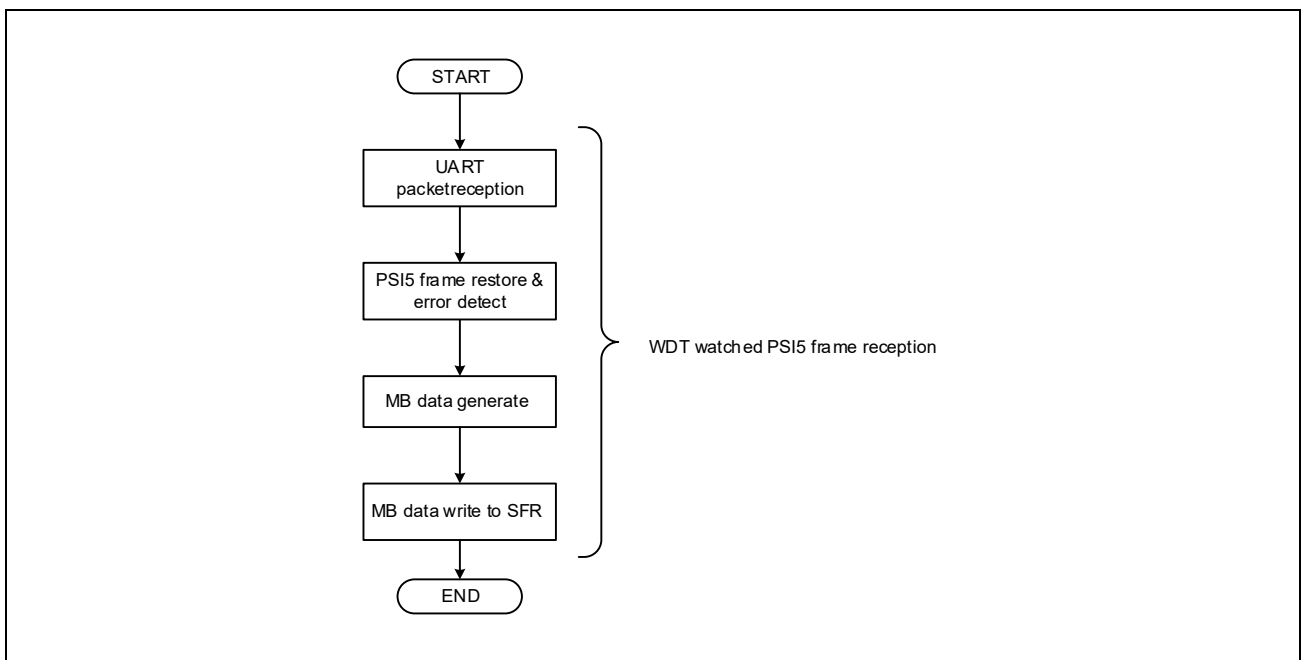 START
UART
packetreception
PSI5 frame restore &
error detect
WDT watched PSI5 frame reception
MB data generate
MB data write to SFR
END